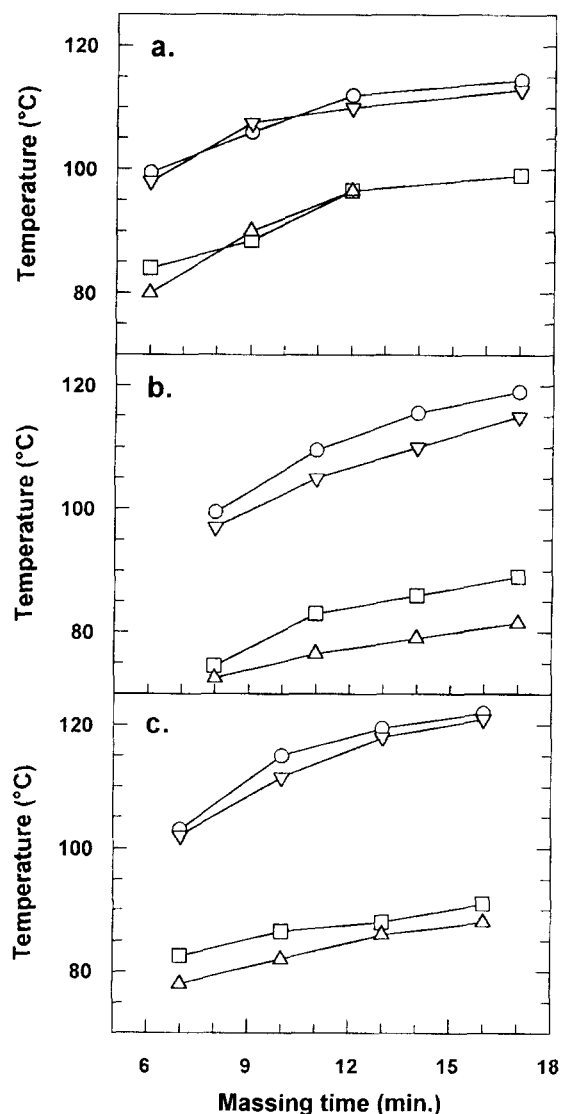 a.
120
100
80
Temperature (°C)
b.
120
100
80
Temperature (°C)
c.
120
100
80
Temperature (°C)
6 9 12 15 18
Massing time (min.)